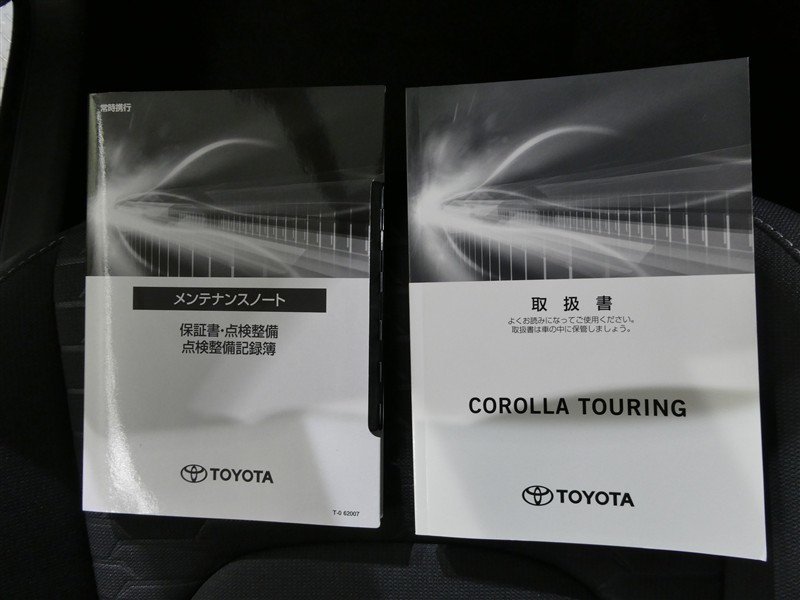 常時携行
メンテナンスノート
保証書・点検整備
点検整備記録簿
TOYOTA
T-0 62007
取扱書
よくお読みになってご使用ください。
取扱書は車の中に保管しましょう。
COROLLA TOURING
TOYOTA